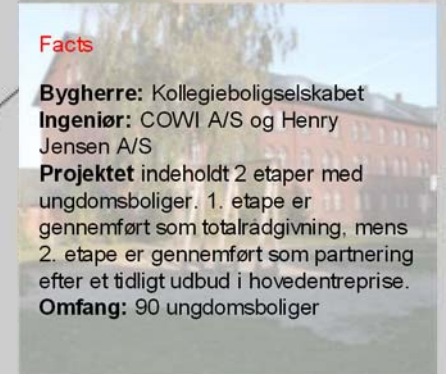 Facts
Bygherre: Kollegieboligselskabet
Ingeniør: COWI A/S og Henry
Jensen A/S
Projektet indeholdt 2 etaper med
ungdomsboliger. 1. etape er
gennemført som totalrådgivning, mens
2. etape er gennemført som partnering
efter et tidligt udbud i hovedentreprise.
Omfang: 90 ungdomsboliger